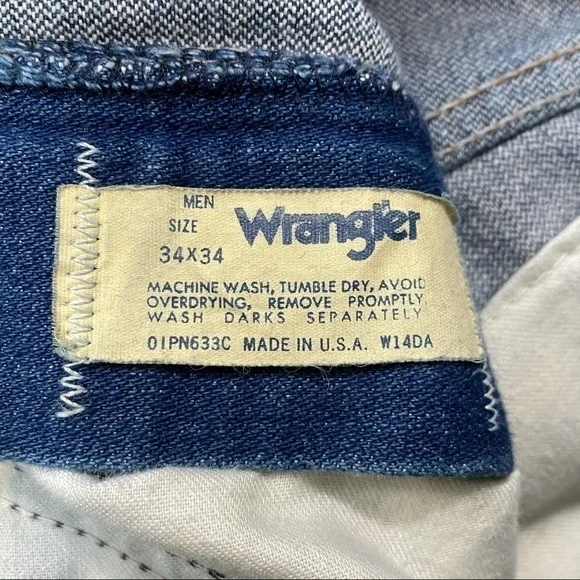 MEN
SIZE
34X34
Wrangler
MACHINE WASH, TUMBLE DRY, AVOID
OVERDRYING, REMOVE PROMPTLY,
WASH DARKS SEPARATELY
01PN633C MADE IN U.S.A. W14DA